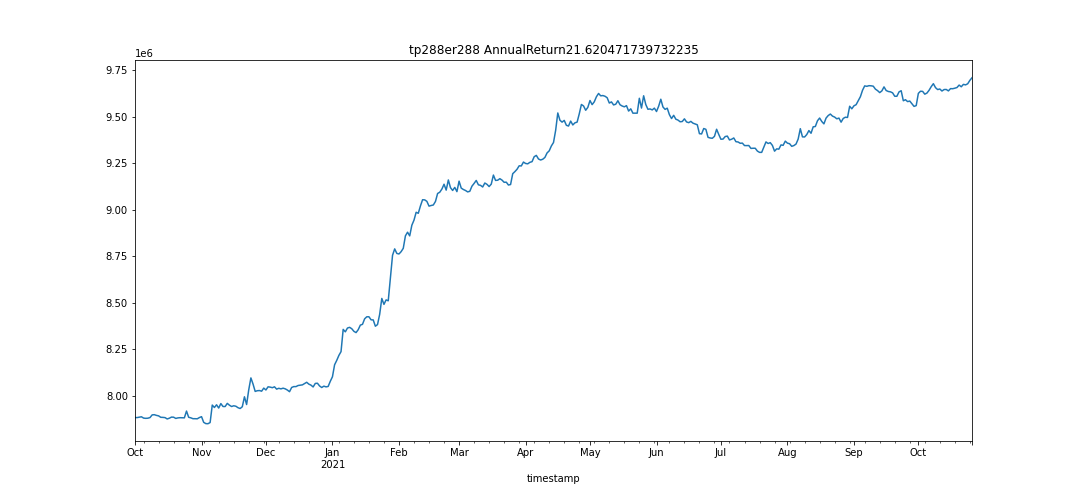 tp288er288 AnnualReturn21.620471739732235
1e6
9.75
9.50
9.25
9.00
8.75
8.50
8.25
8.00
Oct Nov Dec Jan Feb Mar Apr May Jun Jul Aug Sep Oct
2021
timestamp